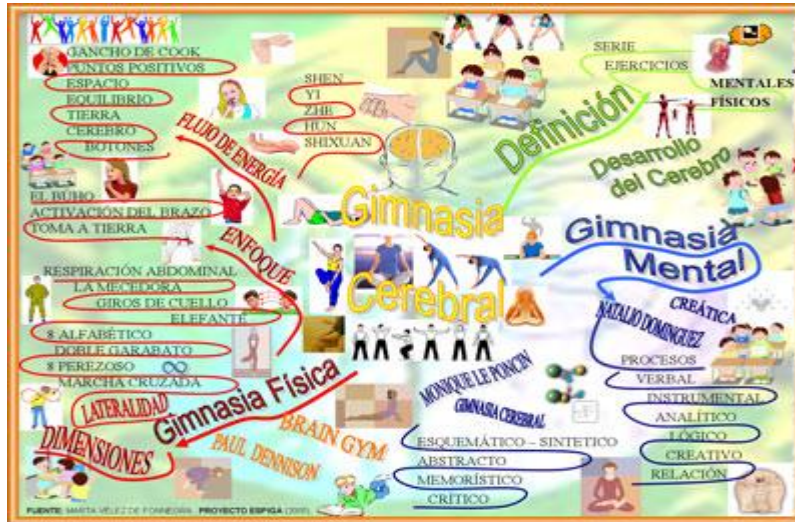 GANCHO DE COOK
PUNTOS POSITIVOS
ESPACIO
EQUILIBRIO
TIERRA
CEREBRO
BOTONES
FLUJO DE ENERGÍA
SHEN
YI
ZHE
HUN
SHIXUAN
SERIE
EJERCICIOS
MENTALES
FÍSICOS
Definición
Desarrollo
del Cerebro
Gimnasia
Cerebral
EL BÚHO
ACTIVACIÓN DEL BRAZO
TOMA A TIERRA
ENFOQUE
RESPIRACIÓN ABDOMINAL
LA MECEDORA
GIROS DE CUELLO
ELEFANTE
8 ALFABÉTICO
DOBLE GARABATO
8 PEREZOSO
MARCHA CRUZADA
LATERALIDAD
Gimnasia Física
DIMENSIONES
BRAIN GYM
PAUL DENNISON
Gimnasia
Mental
CREÁTICA
NATALIO DOMINGUEZ
PROCESOS
VERBAL
INSTRUMENTAL
ANALÍTICO
LÓGICO
CREATIVO
RELACIÓN
MONIQUE LE PONCIN
GIMNASIA CEREBRAL
ESQUEMÁTICO – SINTETICO
ABSTRACTO
MEMORÍSTICO
CRÍTICO
FUENTE: MARTA VÉLEZ DE FONNEGRA. PROYECTO ESPIGA